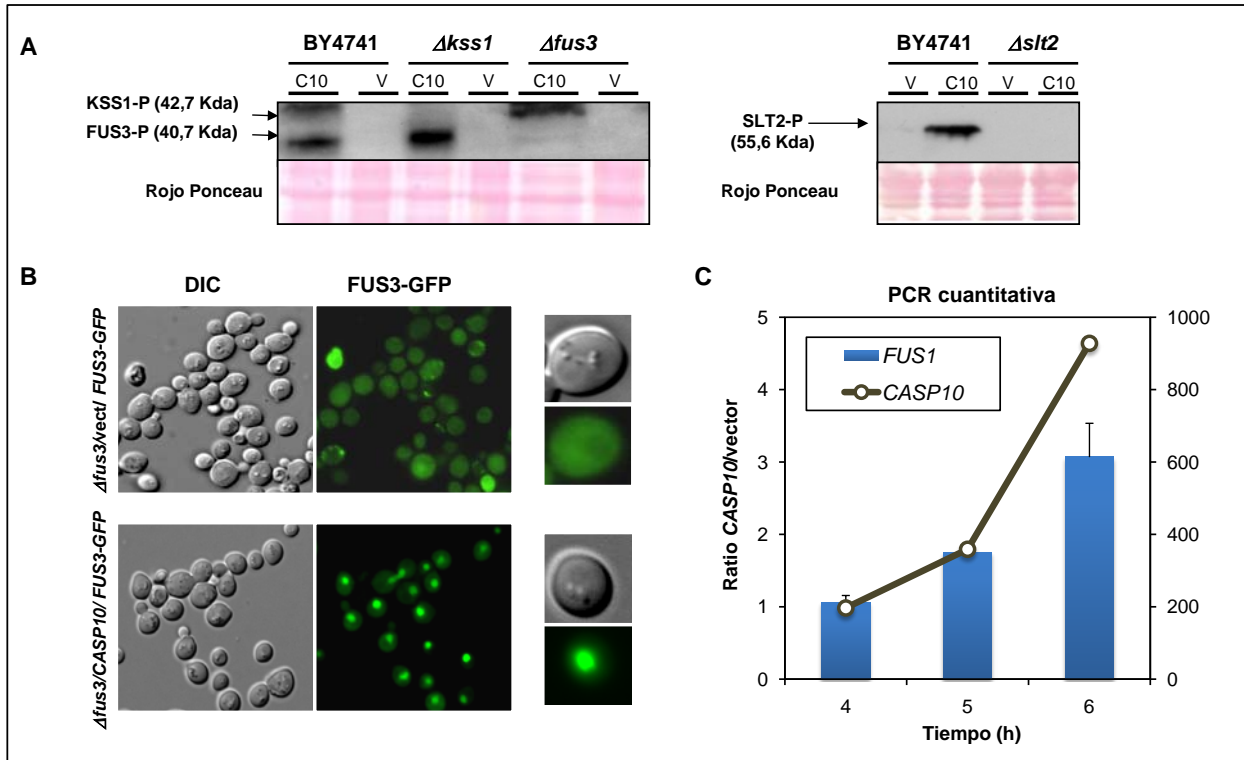 A
BY4741 Δkss1 Δfus3
C10 V C10 V C10 V
KSS1-P (42,7 Kda)
FUS3-P (40,7 Kda)
Rojo Ponceau
BY4741 Δslt2
V C10 V C10
SLT2-P
(55,6 Kda)
Rojo Ponceau
B
DIC FUS3-GFP
Δfus3/vect/ FUS3-GFP
Δfus3/CASP10/ FUS3-GFP
C
PCR cuantitativa
FUS1
CASP10
Ratio CASP10/vector
5
4
3
2
1
0
1000
800
600
400
200
0
4 5 6
Tiempo (h)